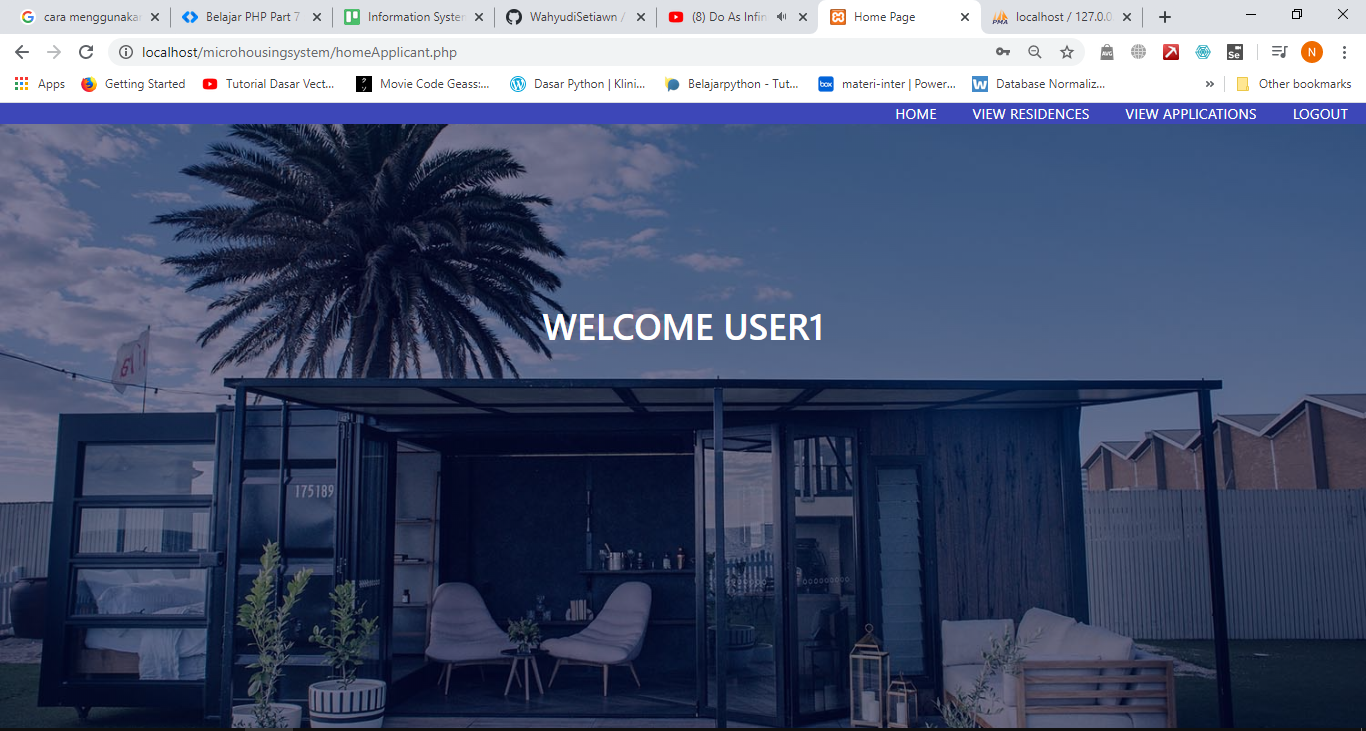 cara menggunakan
Belajar PHP Part 7
Information System
WahyudiSetiawn /
(8) Do As Infin
Home Page
localhost / 127.0.0
localhost/microhousingsystem/homeApplicant.php
Apps
Getting Started
Tutorial Dasar Vect...
Movie Code Geass:...
Dasar Python | Klini...
Belajarpython - Tut...
materi-inter | Power...
Database Normaliz...
Other bookmarks
HOME
VIEW RESIDENCES
VIEW APPLICATIONS
LOGOUT
WELCOME USER1
175189